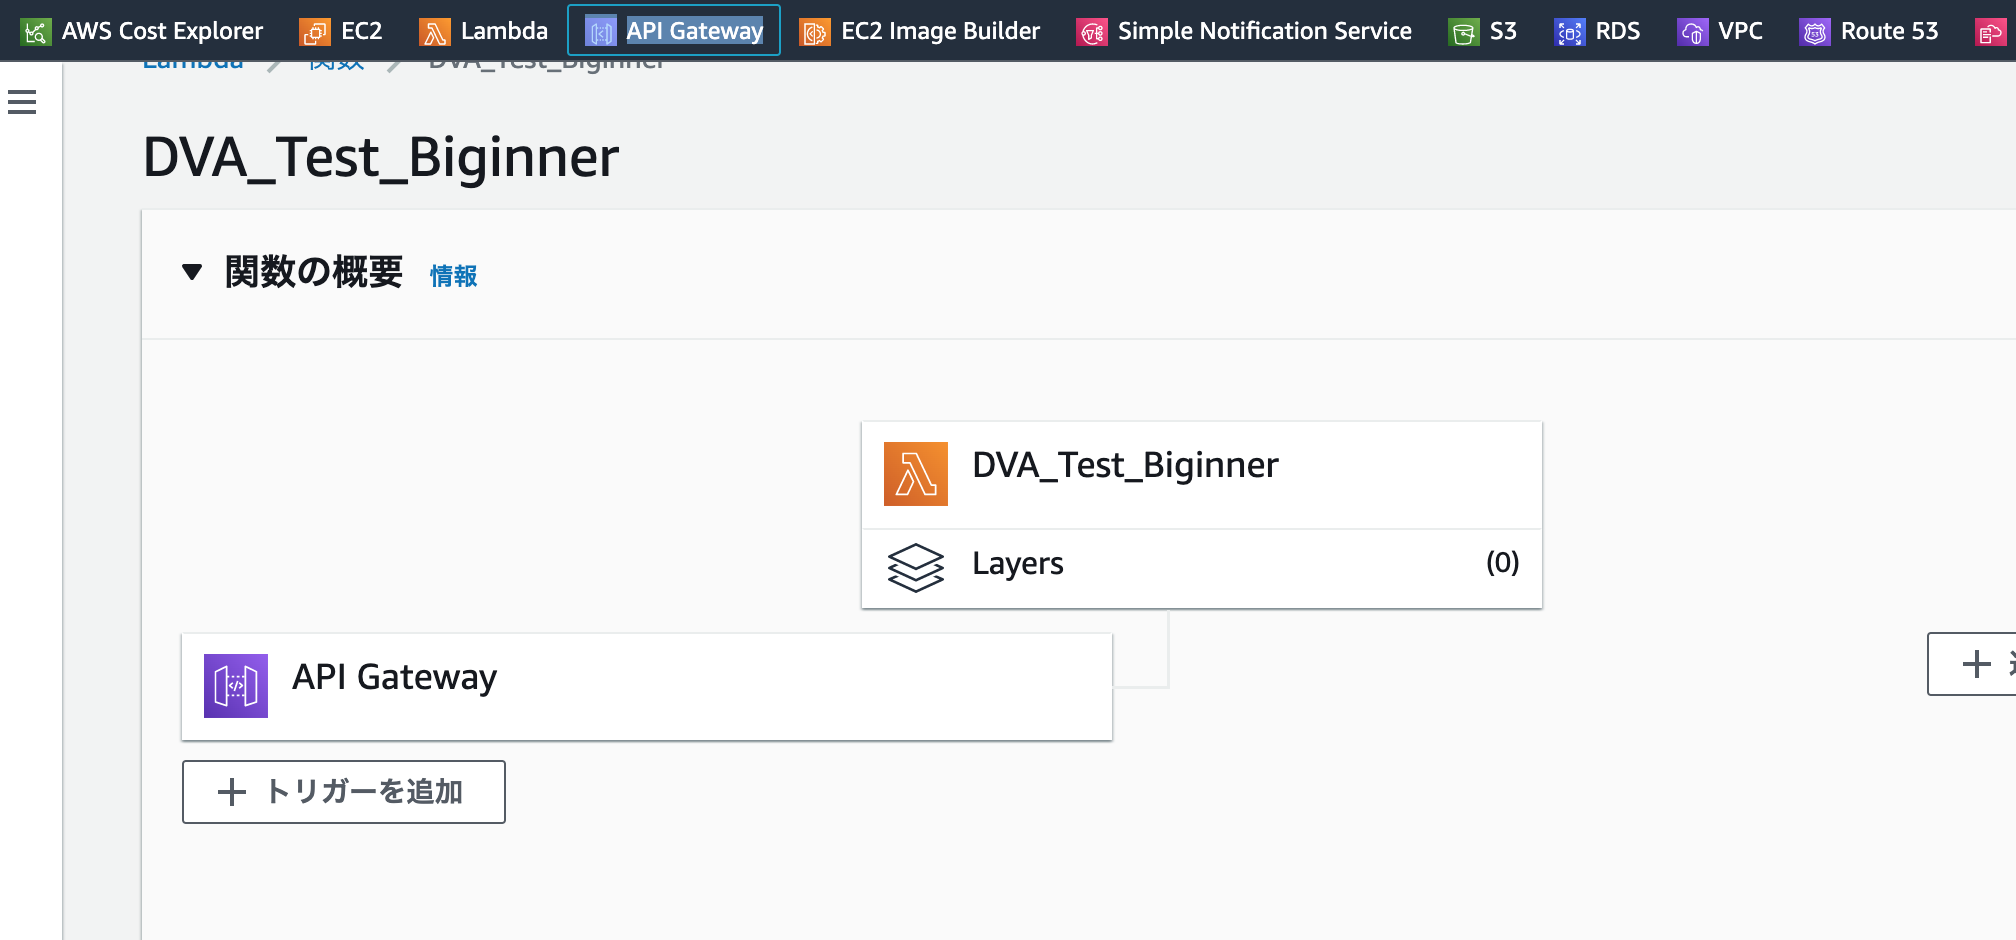 AWS Cost Explorer EC2 Lambda API Gateway EC2 Image Builder Simple Notification Service S3 RDS VPC Route 53
Lambda 関数 DVA_Test_Biginner
DVA_Test_Biginner
関数の概要 情報
DVA_Test_Biginner
Layers (0)
API Gateway
トリガーを追加